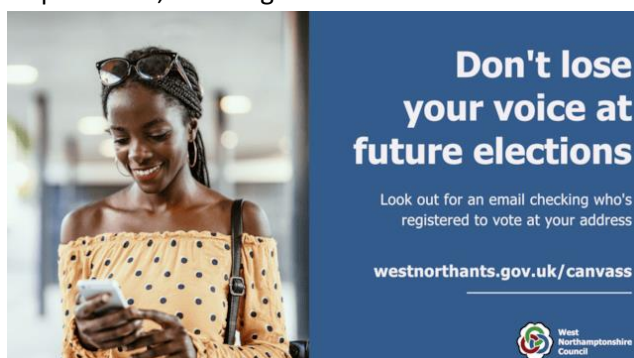 Don't lose
your voice at
future elections
Look out for an email checking who's
registered to vote at your address
westnorthants.gov.uk/canvass
West
Northamptonshire
Council